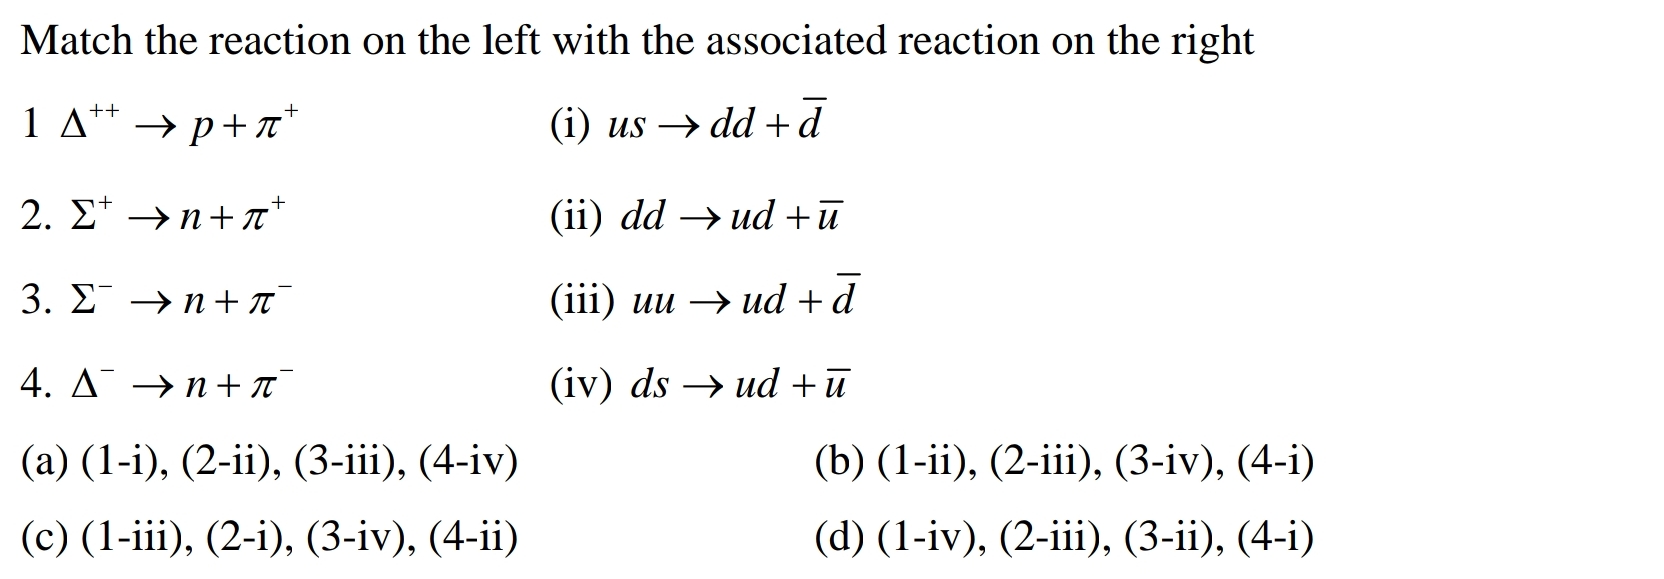 Match the reaction on the left with the associated reaction on the right
1 Δ⁺⁺ → p + π⁺ (i) us → dd + d̅
2. Σ⁺ → n + π⁺ (ii) dd → ud + u̅
3. Σ⁻ → n + π⁻ (iii) uu → ud + d̅
4. Δ⁻ → n + π⁻ (iv) ds → ud + u̅
(a) (1-i), (2-ii), (3-iii), (4-iv) (b) (1-ii), (2-iii), (3-iv), (4-i)
(c) (1-iii), (2-i), (3-iv), (4-ii) (d) (1-iv), (2-iii), (3-ii), (4-i)